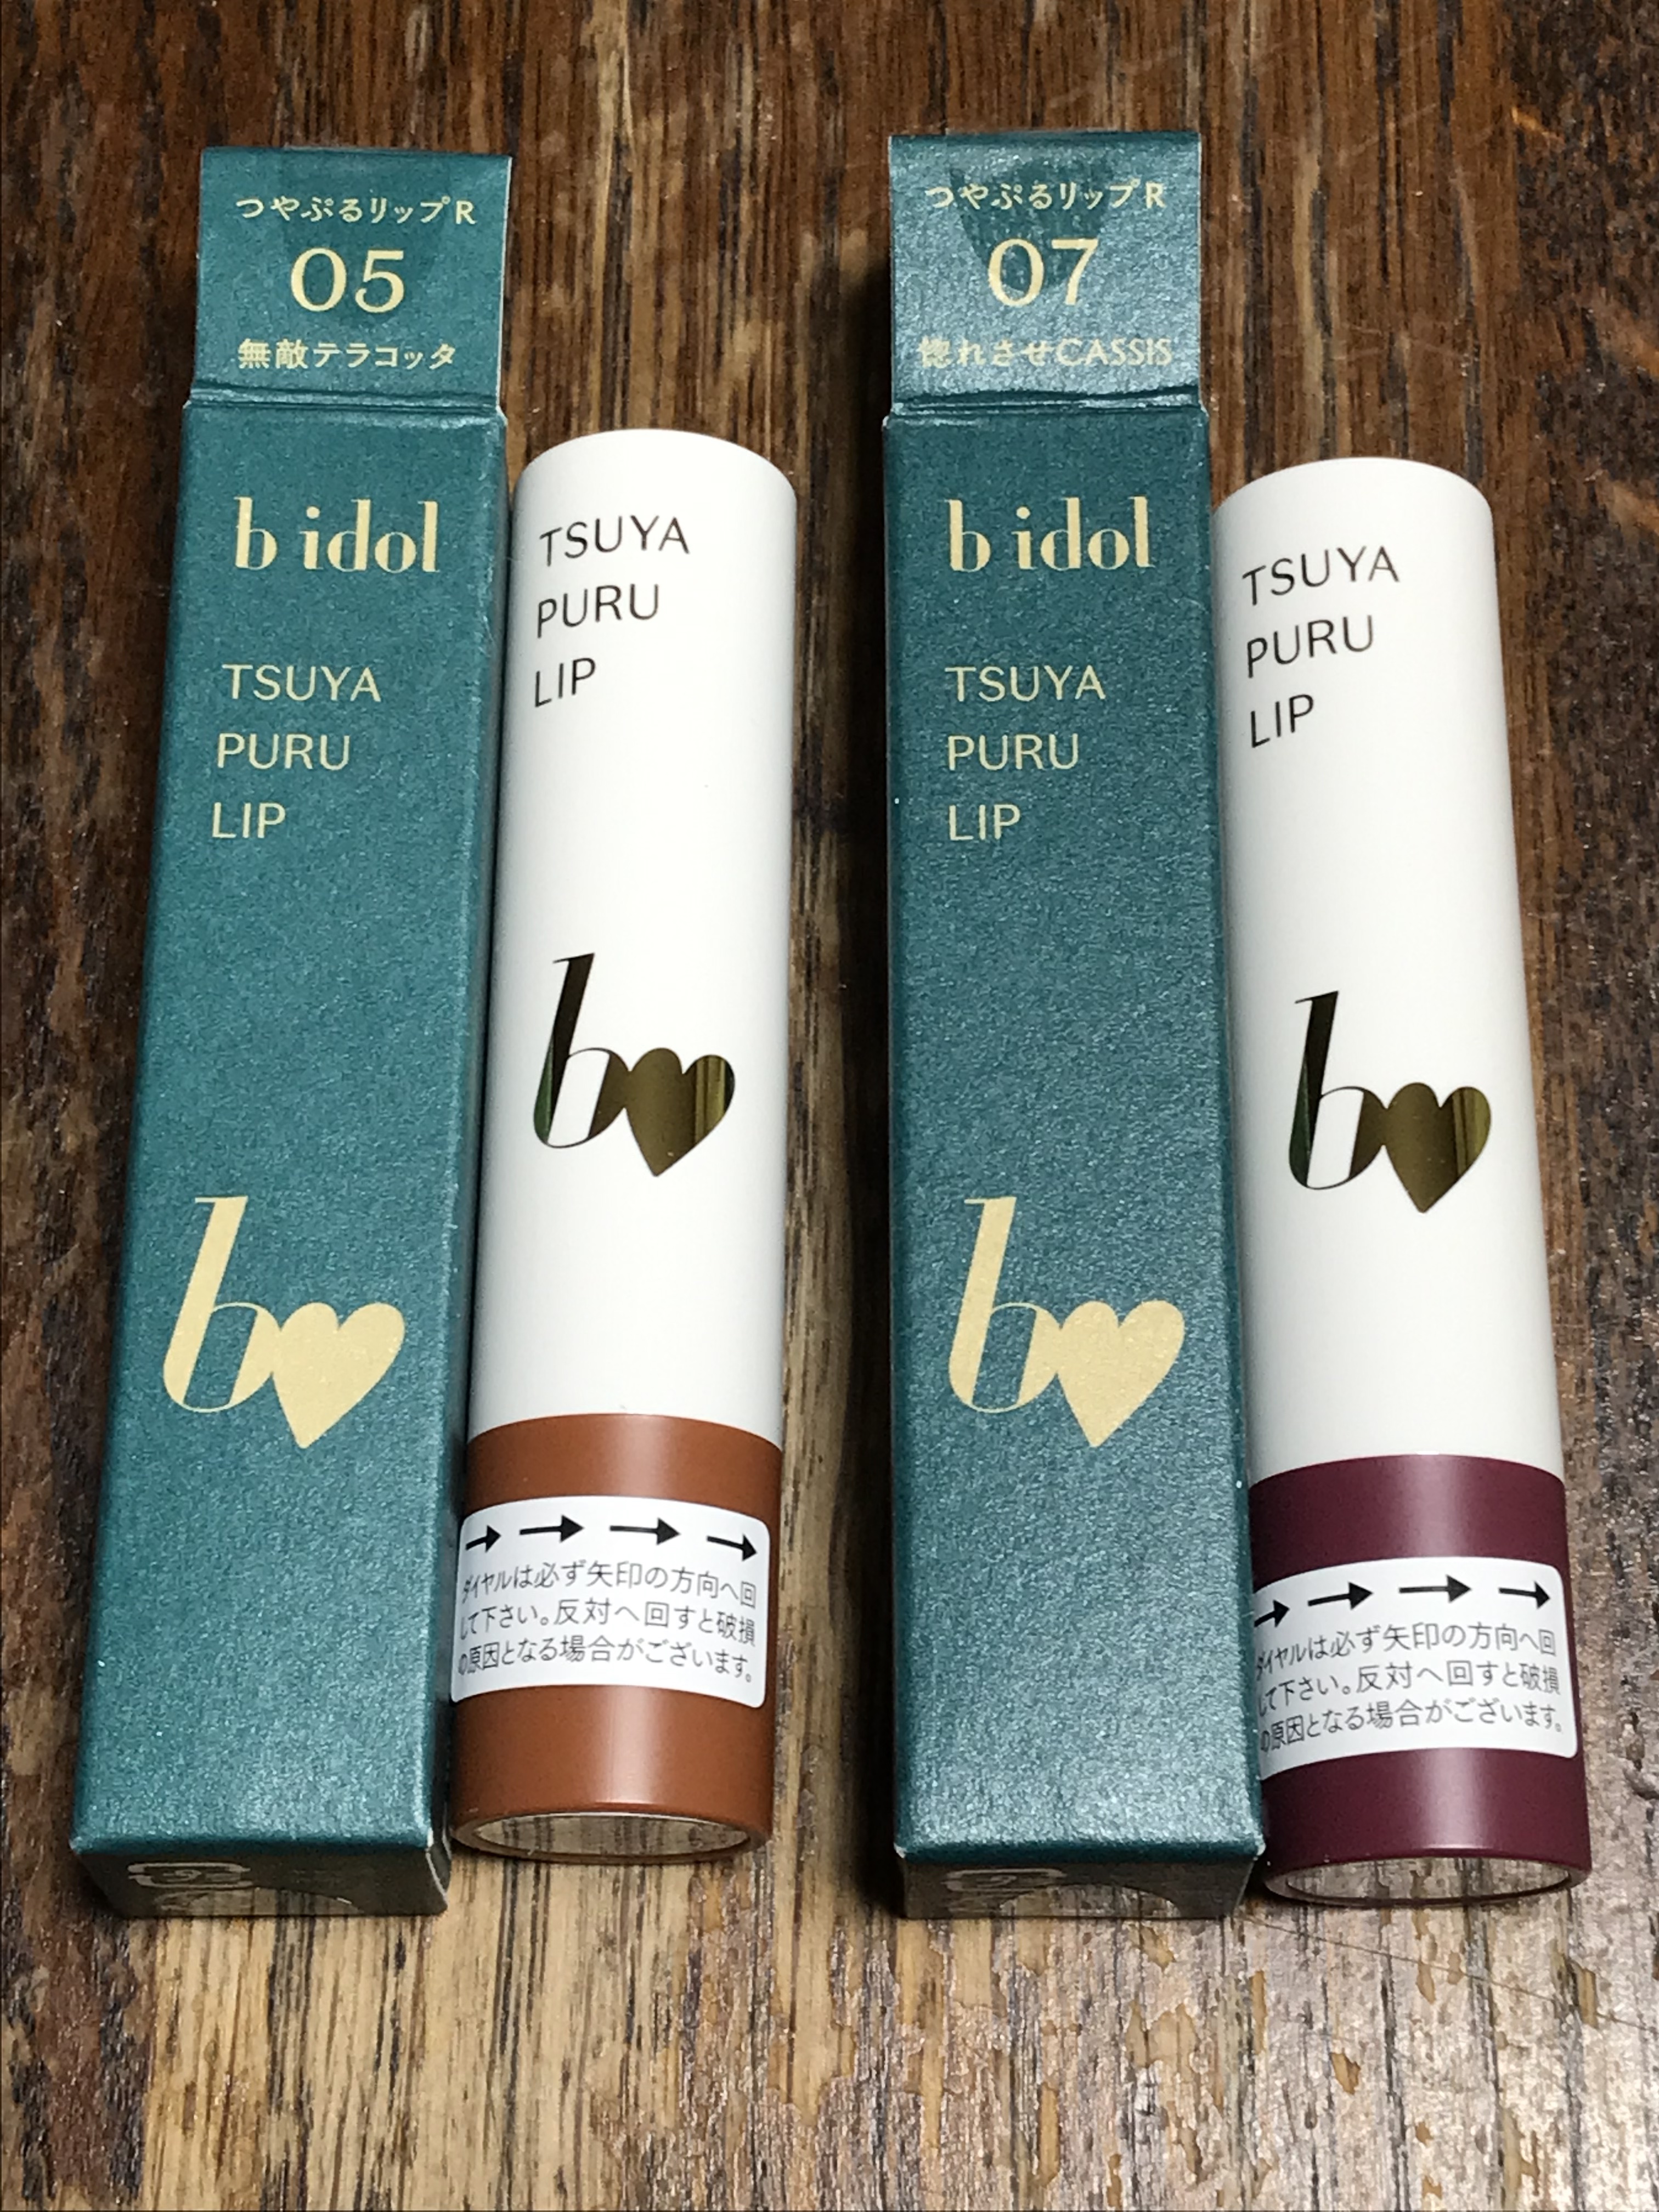 つやぷるリップR
05
無敵テラコッタ
b idol
TSUYA
PURU
LIP
b
TSUYA
PURU
LIP
b
→ → → →
ダイヤルは必ず矢印の方向へ回
して下さい。反対へ回すと破損
の原因となる場合がございます。
つやぷるリップR
07
惚れさせCASSIS
b idol
TSUYA
PURU
LIP
b
TSUYA
PURU
LIP
b
→ → → →
ダイヤルは必ず矢印の方向へ回
して下さい。反対へ回すと破損
の原因となる場合がございます。